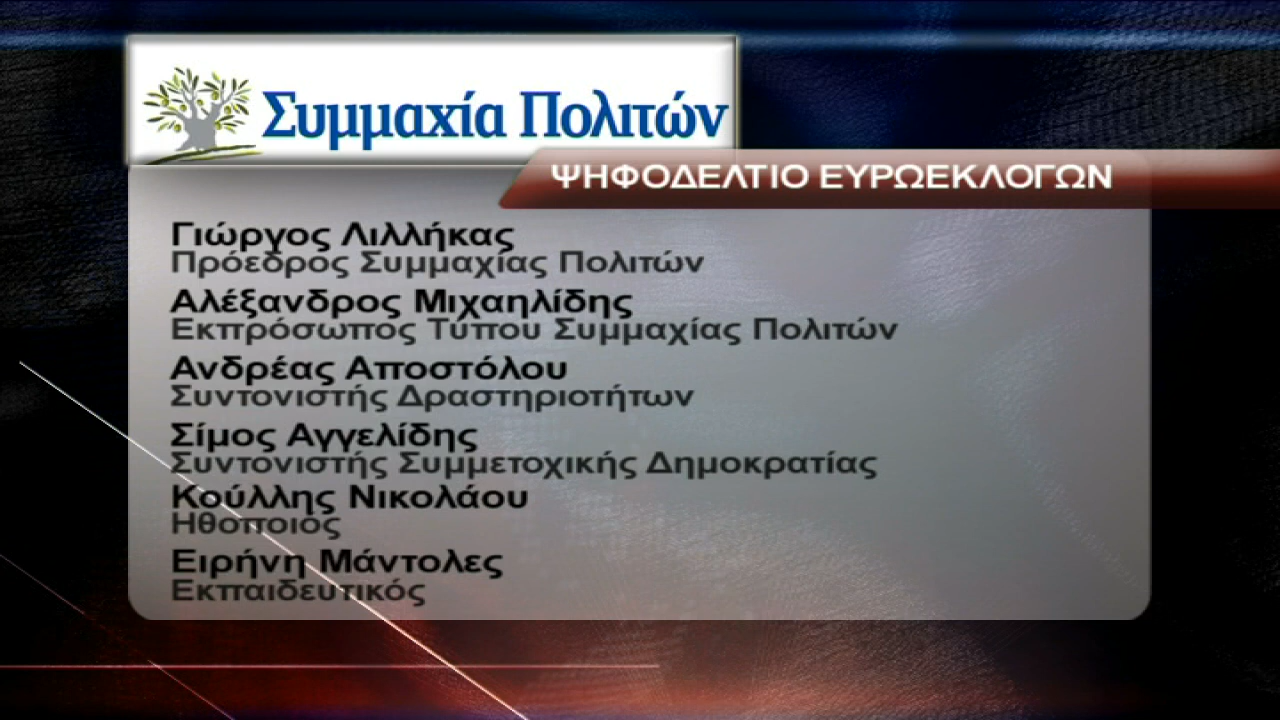 Συμμαχία Πολιτών
ΨΗΦΟΔΕΛΤΙΟ ΕΥΡΩΕΚΛΟΓΩΝ
Γιώργος Λιλλήκας
Πρόεδρος Συμμαχίας Πολιτών
Αλέξανδρος Μιχαηλίδης
Εκπρόσωπος Τύπου Συμμαχίας Πολιτών
Ανδρέας Αποστόλου
Συντονιστής Δραστηριοτήτων
Σίμος Αγγελίδης
Συντονιστής Συμμετοχικής Δημοκρατίας
Κούλλης Νικολάου
Ηθοποιός
Ειρήνη Μάντολες
Εκπαιδευτικός